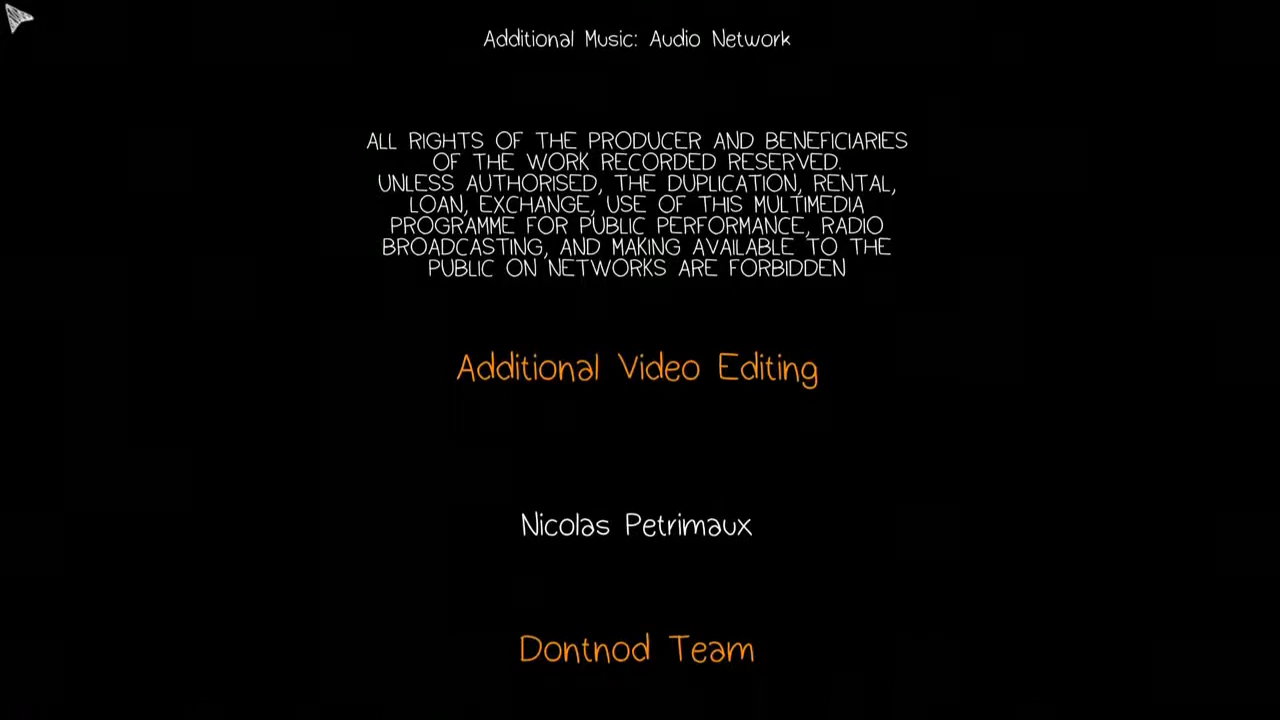 Additional Music: Audio Network
ALL RIGHTS OF THE PRODUCER AND BENEFICIARIES
OF THE WORK RECORDED RESERVED.
UNLESS AUTHORISED, THE DUPLICATION, RENTAL,
LOAN, EXCHANGE, USE OF THIS MULTIMEDIA
PROGRAMME FOR PUBLIC PERFORMANCE, RADIO
BROADCASTING, AND MAKING AVAILABLE TO THE
PUBLIC ON NETWORKS ARE FORBIDDEN
Additional Video Editing
Nicolas Petrimaux
Dontnod Team